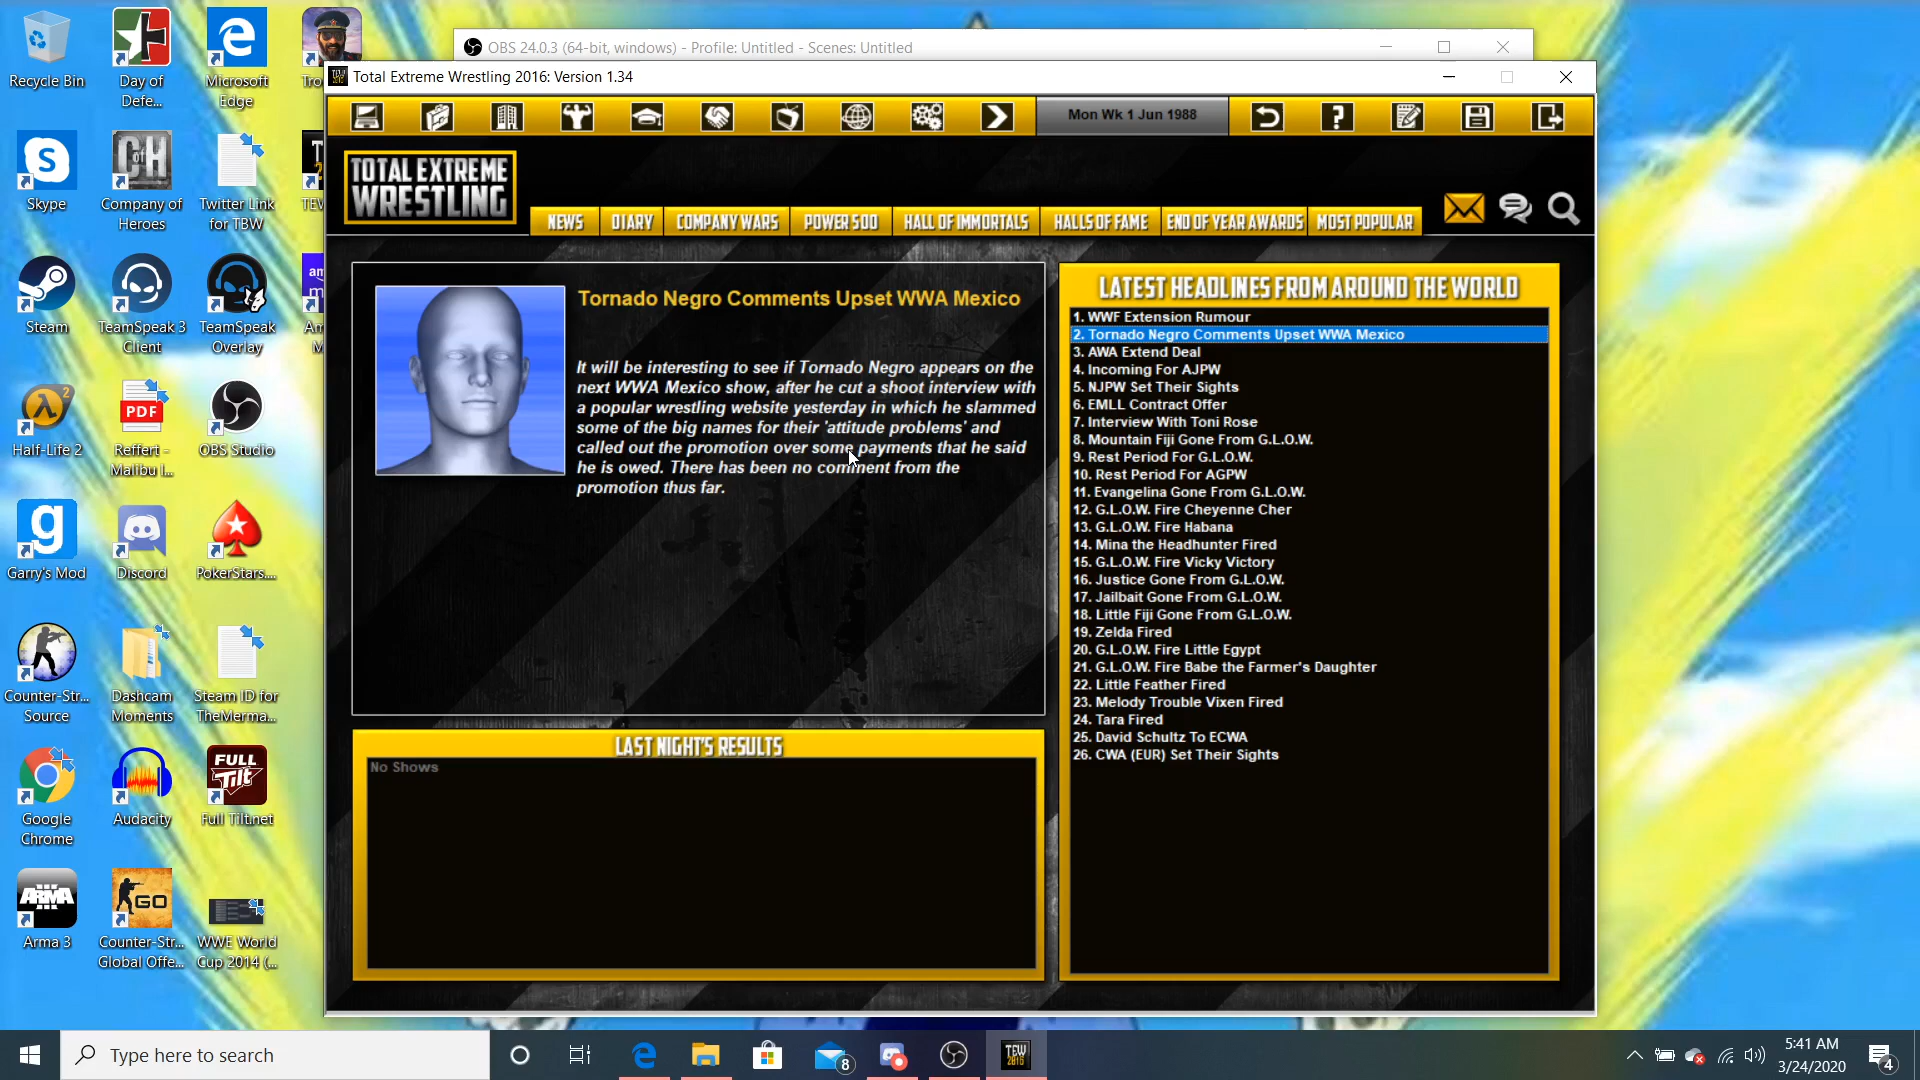 OBS 24.0.3 (64-bit, windows) - Profile: Untitled - Scenes: Untitled
Total Extreme Wrestling 2016: Version 1.34
Mon Wk 1 Jun 1988
TOTAL EXTREME
WRESTLING
NEWS
DIARY
COMPANY WARS
POWER 500
HALL OF IMMORTALS
HALLS OF FAME
END OF YEAR AWARDS
MOST POPULAR
Tornado Negro Comments Upset WWA Mexico
It will be interesting to see if Tornado Negro appears on the
next WWA Mexico show, after he cut a shoot interview with
a popular wrestling website yesterday in which he slammed
some of the big names for their 'attitude problems' and
called out the promotion over some payments that he said
he is owed. There has been no comment from the
promotion thus far.
LAST NIGHT'S RESULTS
No Shows
LATEST HEADLINES FROM AROUND THE WORLD
1. WWF Extension Rumour
2. Tornado Negro Comments Upset WWA Mexico
3. AWA Extend Deal
4. Incoming For AJPW
5. NJPW Set Their Sights
6. EMLL Contract Offer
7. Interview With Toni Rose
8. Mountain Fiji Gone From G.L.O.W.
9. Rest Period For G.L.O.W.
10. Rest Period For AGPW
11. Evangelina Gone From G.L.O.W.
12. G.L.O.W. Fire Cheyenne Cher
13. G.L.O.W. Fire Habana
14. Mina the Headhunter Fired
15. G.L.O.W. Fire Vicky Victory
16. Justice Gone From G.L.O.W.
17. Jailbait Gone From G.L.O.W.
18. Little Fiji Gone From G.L.O.W.
19. Zelda Fired
20. G.L.O.W. Fire Little Egypt
21. G.L.O.W. Fire Babe the Farmer's Daughter
22. Little Feather Fired
23. Melody Trouble Vixen Fired
24. Tara Fired
25. David Schultz To ECWA
26. CWA (EUR) Set Their Sights
Recycle Bin
Day of
Defe...
Microsoft
Edge
Tro
Skype
CofH
Company of
Heroes
Twitter Link
for TBW
TEW
Steam
TeamSpeak 3
Client
TeamSpeak
Overlay
am
Am
M
Half-Life 2
PDF
Reffert -
Malibu I...
OBS Studio
Garry's Mod
Discord
PokerStars....
Counter-Str...
Source
Dashcam
Moments
Steam ID for
TheMerma...
Google
Chrome
Audacity
FULL
TiLT
Full Tilt.net
ARMA
Arma 3
GO
Counter-Str...
Global Offe...
WWE World
Cup 2014 (...
Type here to search
8
TEW
2016
5:41 AM
3/24/2020
4